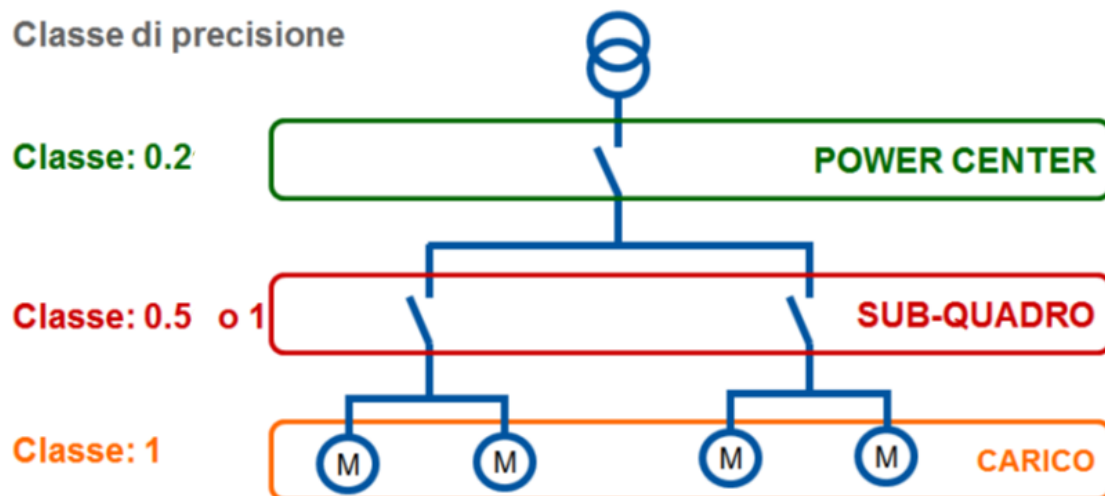 Classe di precisione
Classe: 0.2
POWER CENTER
Classe: 0.5 o 1
SUB-QUADRO
Classe: 1
M M M M
CARICO